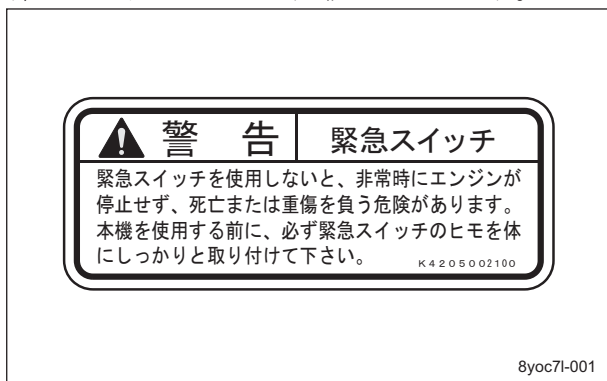 警告 緊急スイッチ
緊急スイッチを使用しないと、非常時にエンジンが
停止せず、死亡または重傷を負う危険があります。
本機を使用する前に、必ず緊急スイッチのヒモを体
にしっかりと取り付けて下さい。 K4205002100
8yoc7l-001